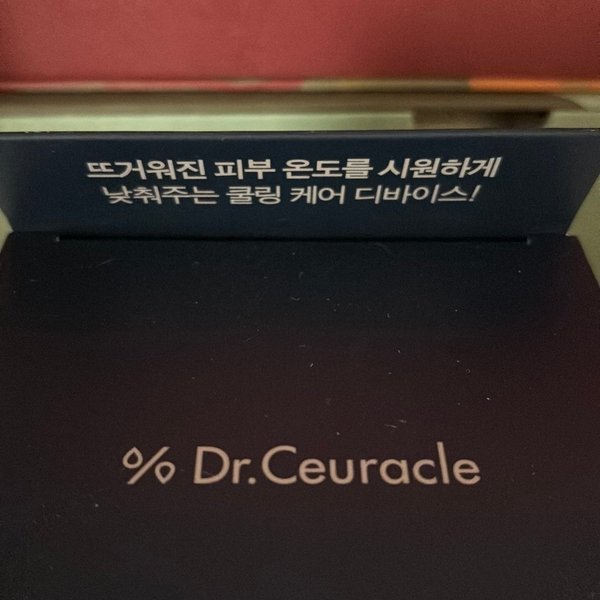 뜨거워진 피부 온도를 시원하게
낮춰주는 쿨링 케어 디바이스!
% Dr.Ceuracle